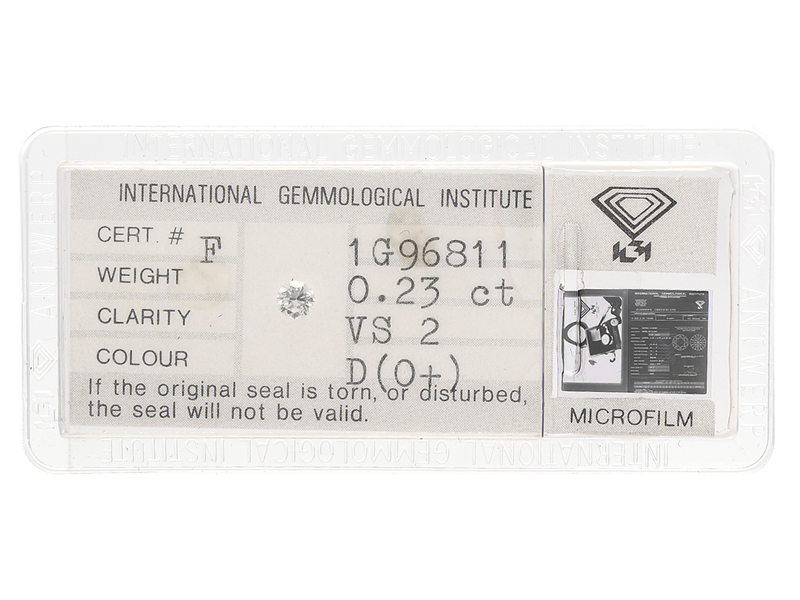 INTERNATIONAL GEMMOLOGICAL INSTITUTE
INTERNATIONAL GEMMOLOGICAL INSTITUTE
CERT. # F 1G96811
WEIGHT 0.23 ct
CLARITY VS 2
COLOUR D(0+)
If the original seal is torn, or disturbed,
the seal will not be valid.
MICROFILM
ANTWERP
ANTWERP
INTERNATIONAL GEMMOLOGICAL INSTITUTE